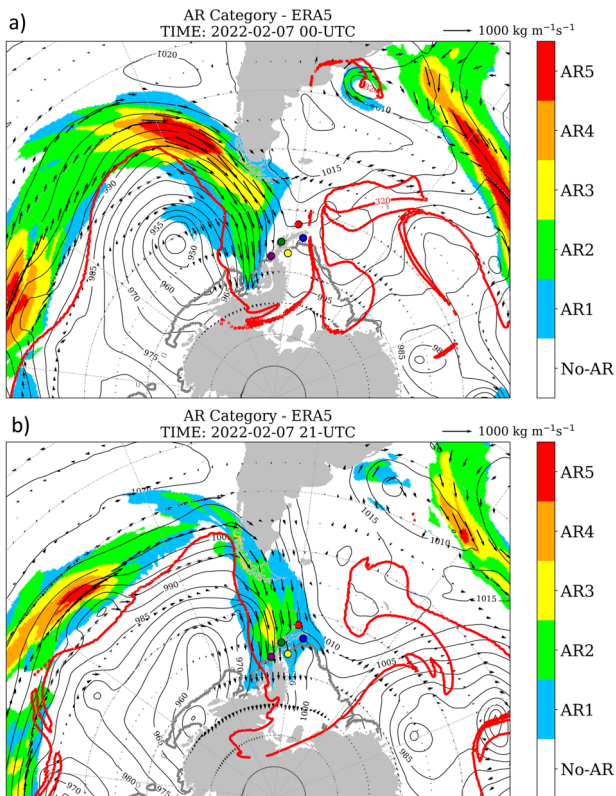 a)
AR Category - ERA5
TIME: 2022-02-07 00-UTC
1000 kg m⁻¹s⁻¹
1020
320
1010
1015
320
990
955
950
985
960
970
975
995
985
AR5
AR4
AR3
AR2
AR1
No-AR
b)
AR Category - ERA5
TIME: 2022-02-07 21-UTC
1000 kg m⁻¹s⁻¹
1015
1010
990
985
1015
1010
970
1005
960
965
1000
985
970
980
AR5
AR4
AR3
AR2
AR1
No-AR